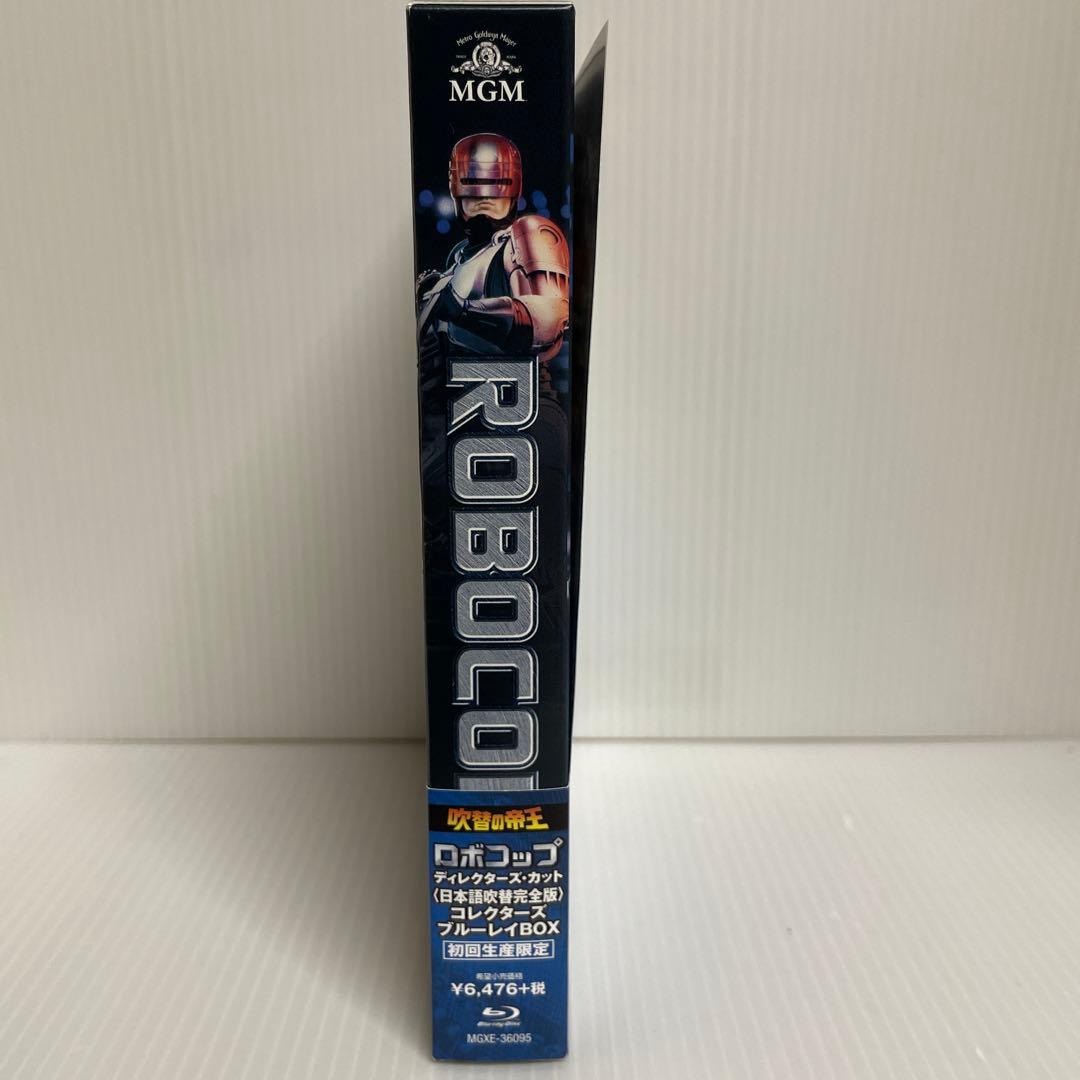 Metro Goldwyn Mayer
TRADE MARK
MGM
ROBOCO
吹替の帝王
ロボコップ
ディレクターズ・カット
〈日本語吹替完全版〉
コレクターズ
ブルーレイBOX
初回生産限定
希望小売価格
¥6,476+税
Blu-ray Disc
MGXE-36095